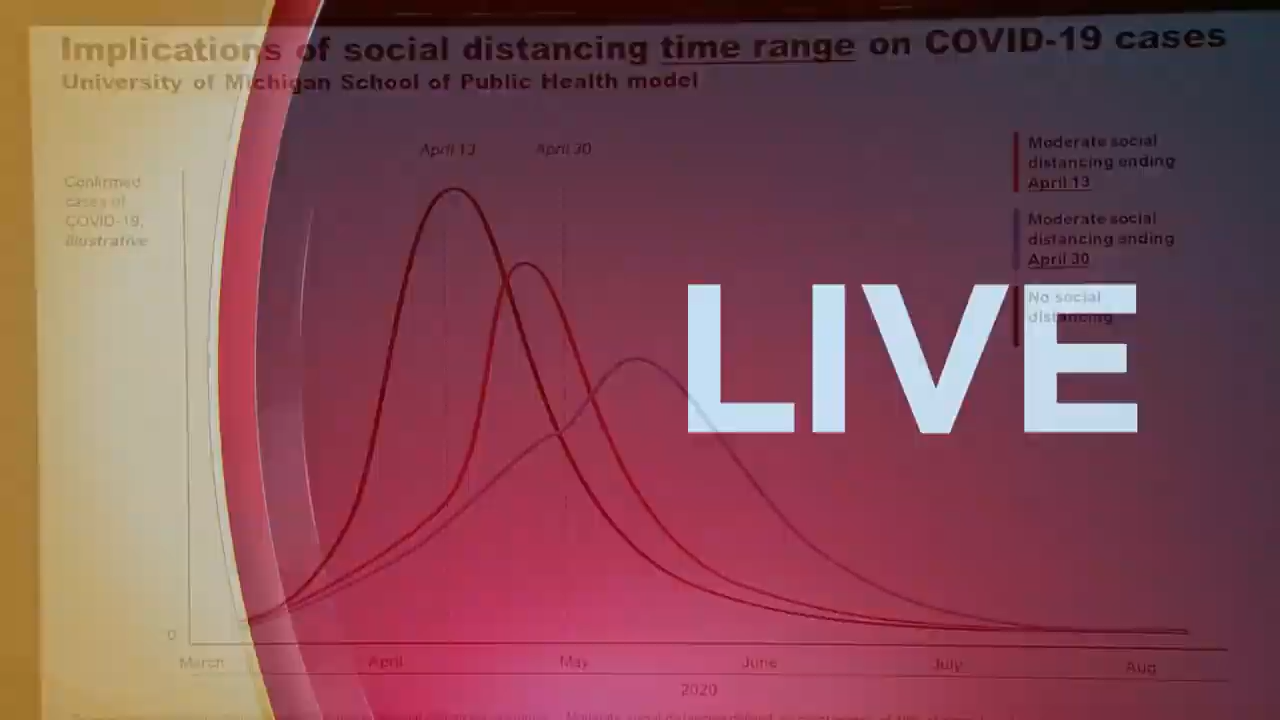 Implications of social distancing time range on COVID-19 cases
University of Michigan School of Public Health model
April 13
April 30
Confirmed
cases of
COVID-19,
illustrative
Moderate social
distancing ending
April 13
Moderate social
distancing ending
April 30
No social
distancing
LIVE
0
March
April
May
June
July
Aug
2020